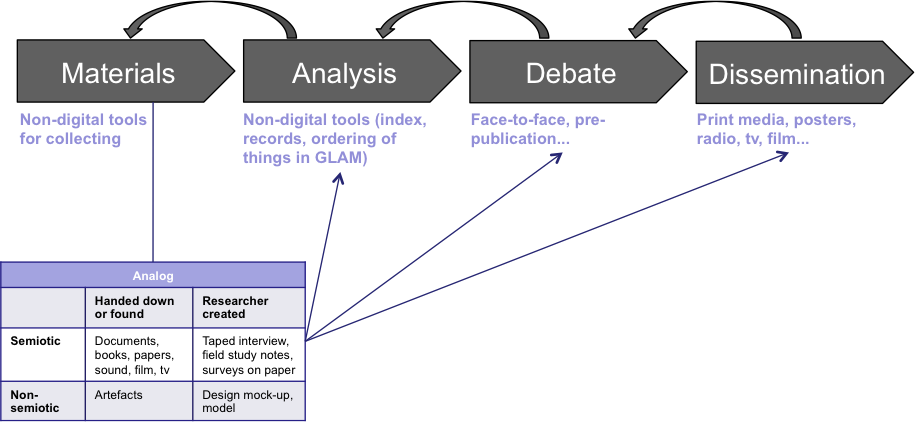 Materials
Analysis
Debate
Dissemination
Non-digital tools
for collecting
Non-digital tools (index,
records, ordering of
things in GLAM)
Face-to-face, pre-
publication...
Print media, posters,
radio, tv, film...
Analog
Handed down
or found
Researcher
created
Semiotic
Documents,
books, papers,
sound, film, tv
Taped interview,
field study notes,
surveys on paper
Non-
semiotic
Artefacts
Design mock-up,
model